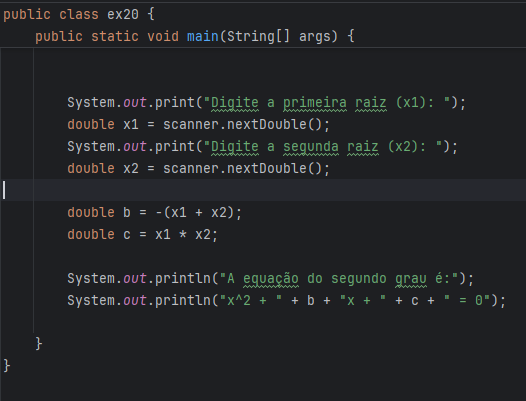 public class ex20 {
public static void main(String[] args) {
System.out.print("Digite a primeira raiz (x1): ");
double x1 = scanner.nextDouble();
System.out.print("Digite a segunda raiz (x2): ");
double x2 = scanner.nextDouble();
double b = -(x1 + x2);
double c = x1 * x2;
System.out.println("A equação do segundo grau é:");
System.out.println("x^2 + " + b + "x + " + c + " = 0");
}
}